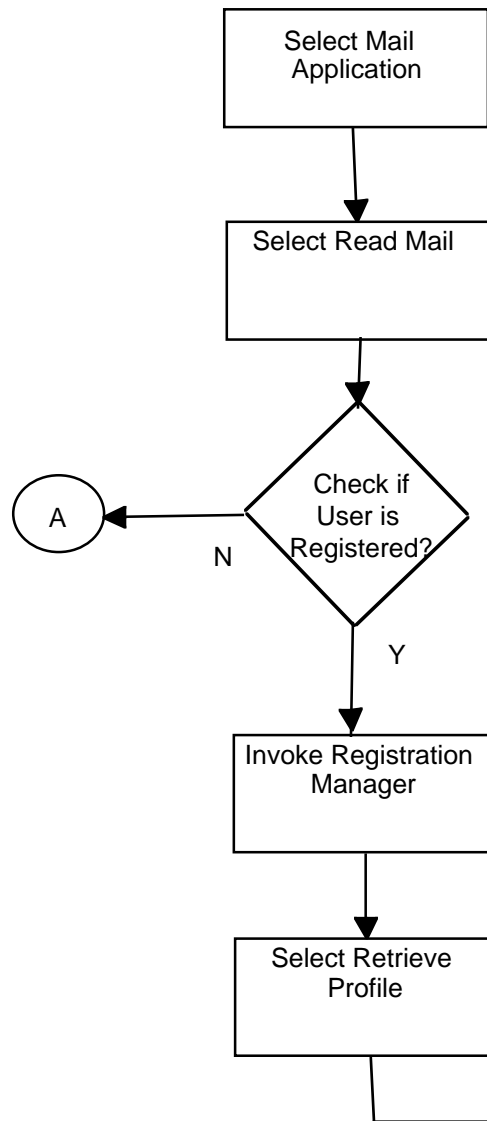 Select Mail
Application
Select Read Mail
Check if
User is
Registered?
A
N
Y
Invoke Registration
Manager
Select Retrieve
Profile